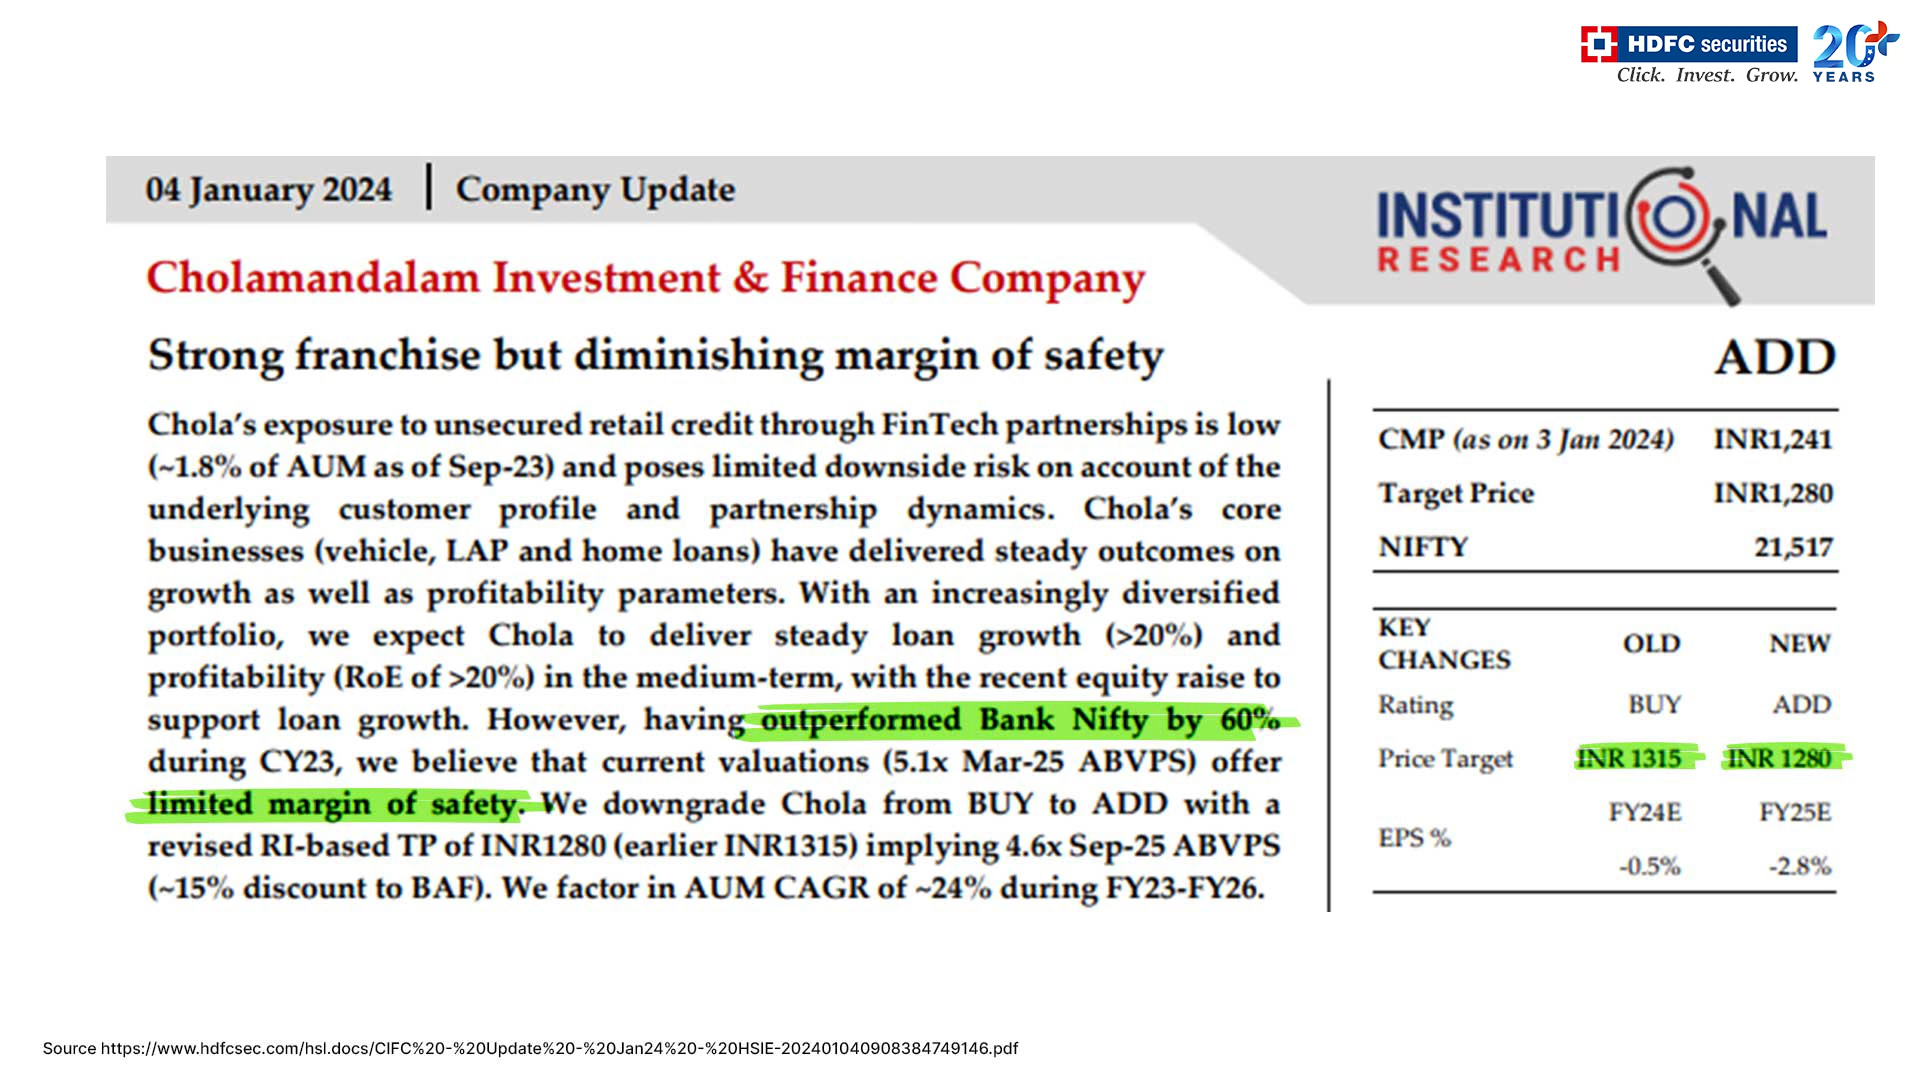 HDFC securities
Click. Invest. Grow.
20+
YEARS
04 January 2024 | Company Update
INSTITUTIONAL
RESEARCH
Cholamandalam Investment & Finance Company
Strong franchise but diminishing margin of safety
Chola's exposure to unsecured retail credit through FinTech partnerships is low
(~1.8% of AUM as of Sep-23) and poses limited downside risk on account of the
underlying customer profile and partnership dynamics. Chola's core
businesses (vehicle, LAP and home loans) have delivered steady outcomes on
growth as well as profitability parameters. With an increasingly diversified
portfolio, we expect Chola to deliver steady loan growth (>20%) and
profitability (RoE of >20%) in the medium-term, with the recent equity raise to
support loan growth. However, having outperformed Bank Nifty by 60%
during CY23, we believe that current valuations (5.1x Mar-25 ABVPS) offer
limited margin of safety. We downgrade Chola from BUY to ADD with a
revised RI-based TP of INR1280 (earlier INR1315) implying 4.6x Sep-25 ABVPS
(~15% discount to BAF). We factor in AUM CAGR of ~24% during FY23-FY26.
ADD
CMP (as on 3 Jan 2024) INR1,241
Target Price INR1,280
NIFTY 21,517
KEY CHANGES OLD NEW
Rating BUY ADD
Price Target INR 1315 INR 1280
EPS % FY24E FY25E
-0.5% -2.8%
Source https://www.hdfcsec.com/hsl.docs/CIFC%20-%20Update%20-%20Jan24%20-%20HSIE-202401040908384749146.pdf